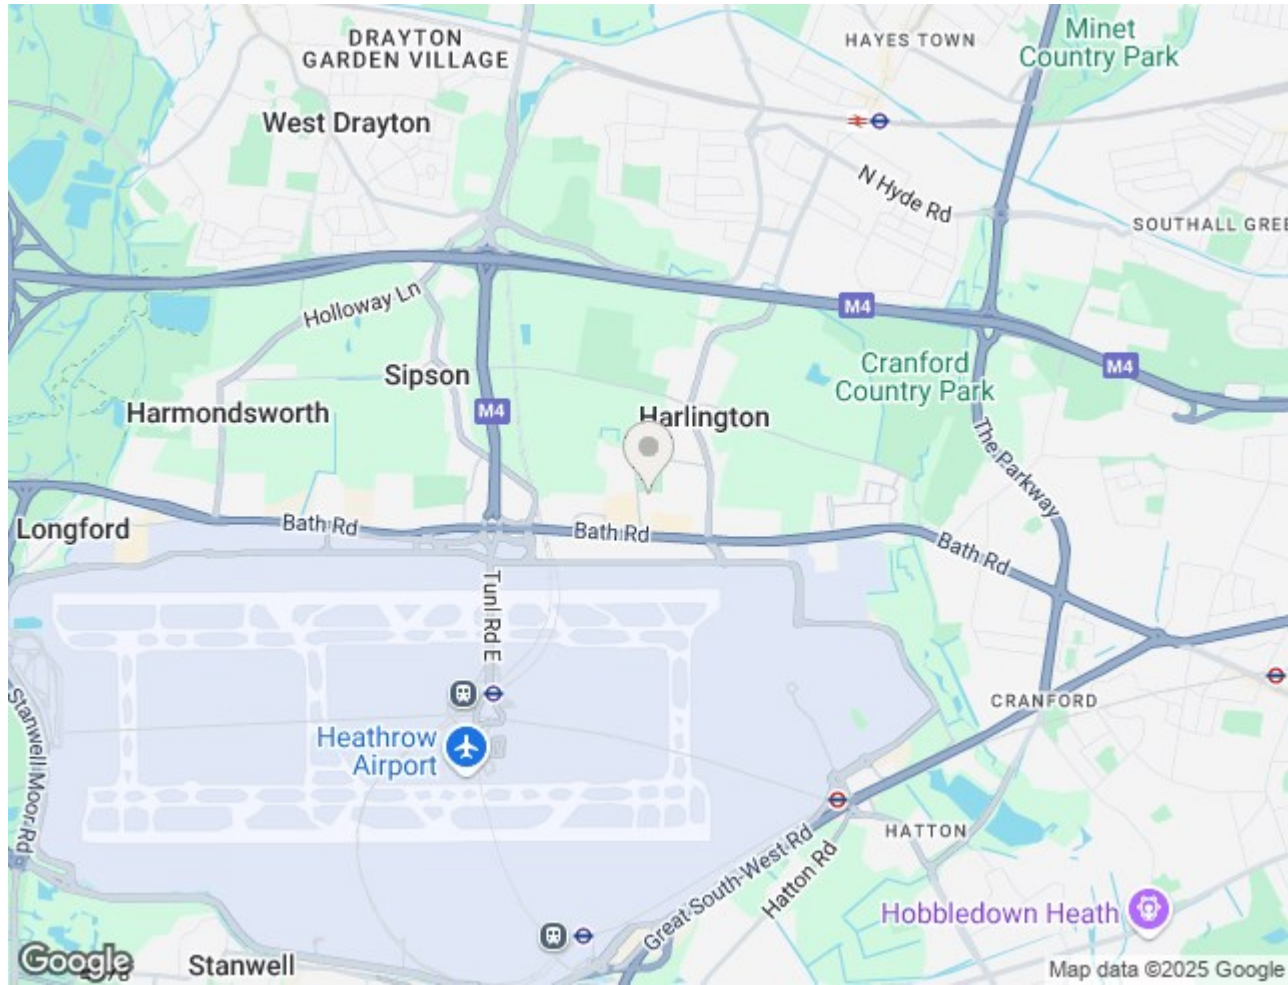 DRAYTON
GARDEN VILLAGE
HAYES TOWN
Minet
Country Park
West Drayton
N Hyde Rd
SOUTHALL GREE
Holloway Ln
M4
Sipson
Cranford
Country Park
M4
Harmondsworth
M4
Harlington
The Parkway
Longford
Bath Rd
Bath Rd
Bath Rd
Tunl Rd E
Stanwell Moor Rd
CRANFORD
Heathrow
Airport
HATTON
Great South-West Rd
Hatton Rd
Hobbledown Heath
Google
Stanwell
Map data ©2025 Google